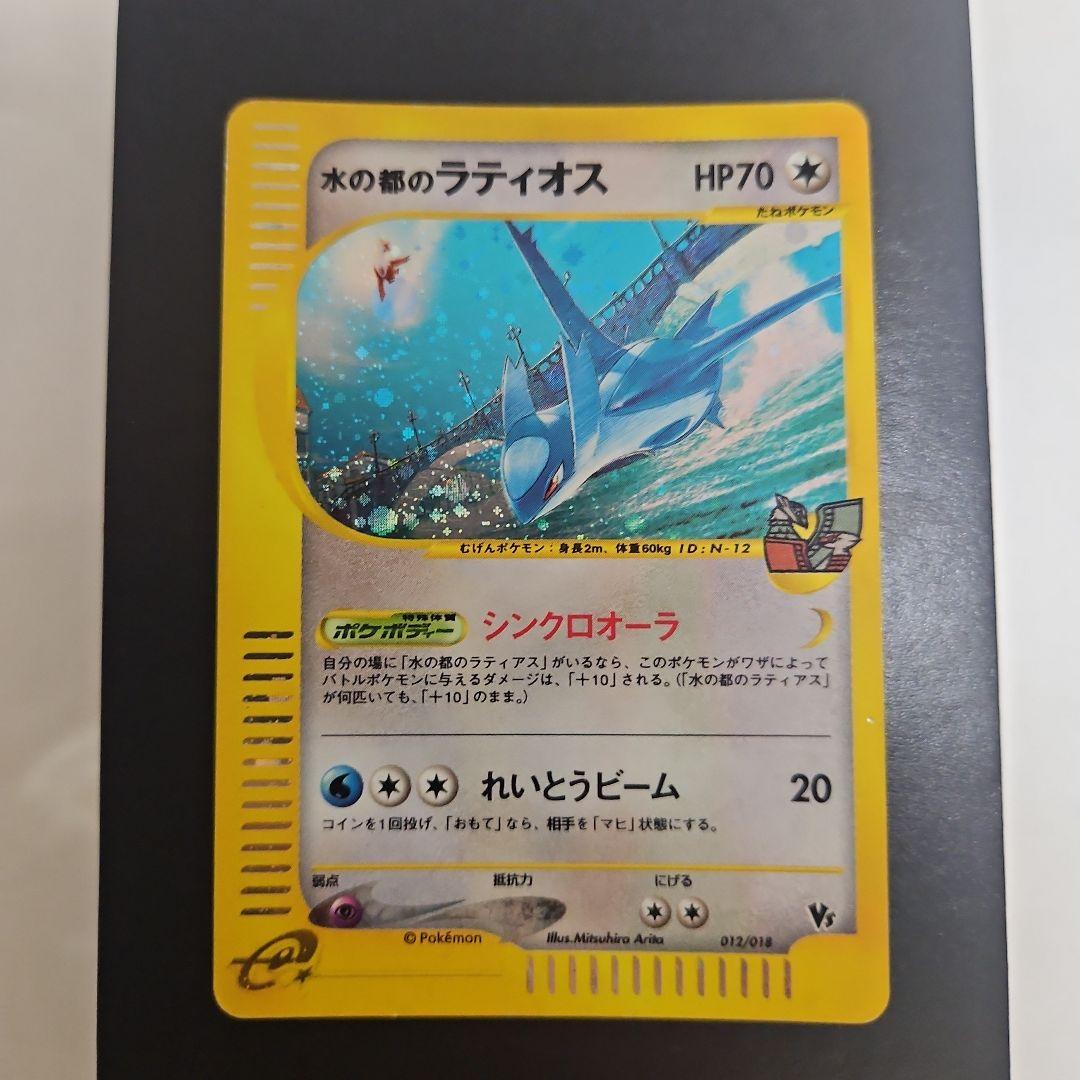 水の都のラティオス HP70
たねポケモン
むげんポケモン：身長2m、体重60kg ID：N-12
特殊体質
ポケボディー シンクロオーラ
自分の場に「水の都のラティアス」がいるなら、このポケモンがワザによって
バトルポケモンに与えるダメージは、「＋10」される。（「水の都のラティアス」
が何匹いても、「＋10」のまま。）
れいとうビーム 20
コインを1回投げ、「おもて」なら、相手を「マヒ」状態にする。
弱点 抵抗力 にげる
Vs
©Pokémon Illus.Mitsuhiro Arita 012/018
e